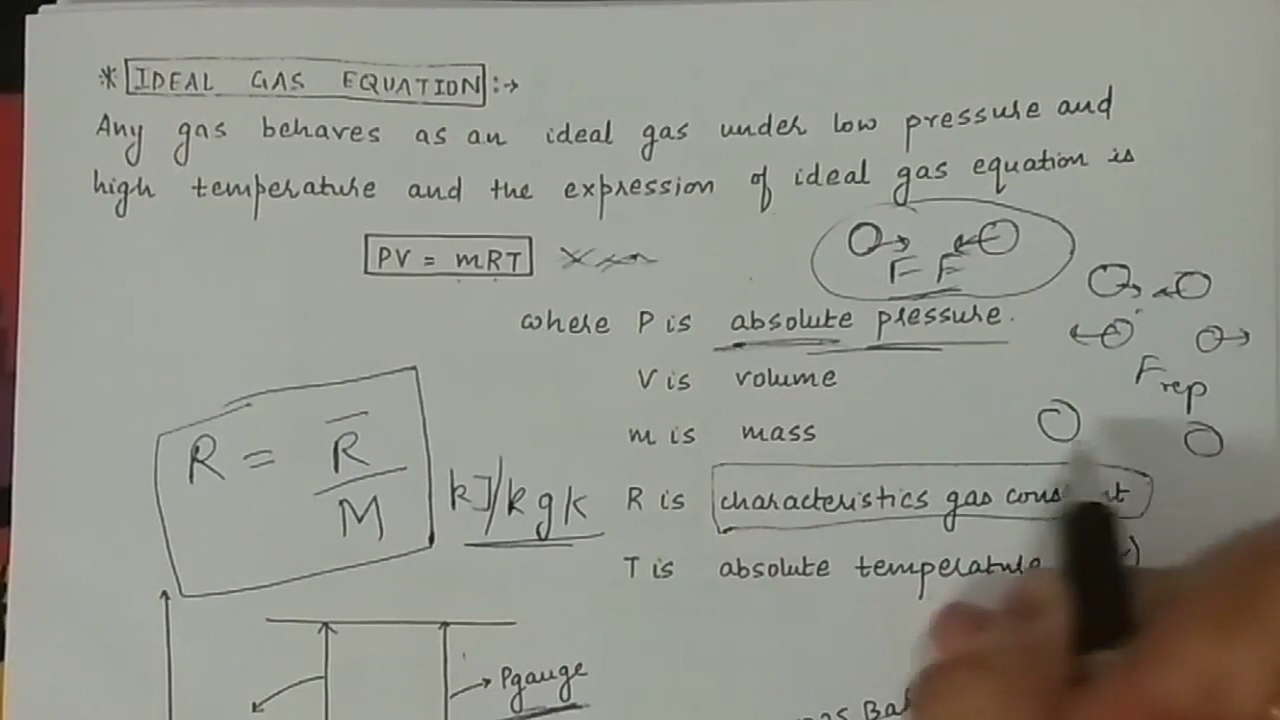 * IDEAL GAS EQUATION :→
Any gas behaves as an ideal gas under low pressure and
high temperature and the expression of ideal gas equation is
PV = mRT
F F
where P is absolute pressure.
V is volume
Frep
m is mass
R = R̅ / M
kJ/kgk
R is characteristics gas
T is absolute temperature
Pgauge